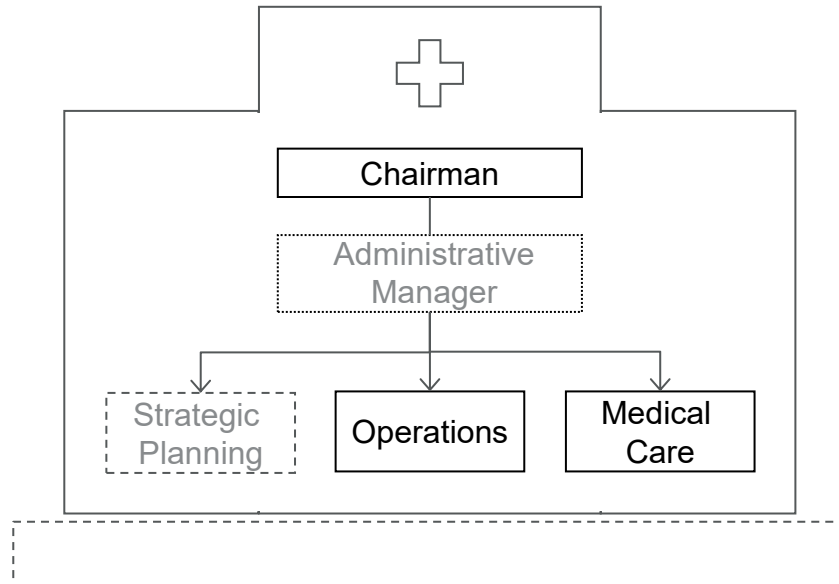 Chairman
Administrative
Manager
Strategic
Planning
Operations
Medical
Care